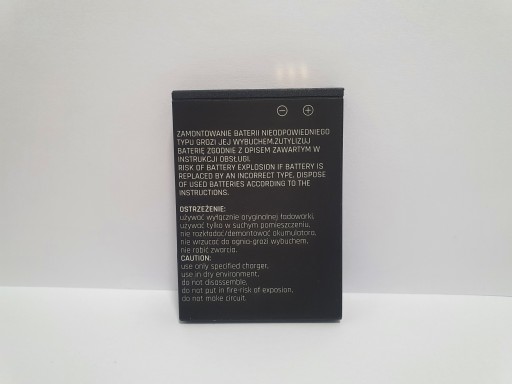 ZAMONTOWANIE BATERII NIEODPOWIEDNIEGO
TYPU GROZI JEJ WYBUCHEM.ZUTYLIZUJ
BATERIĘ ZGODNIE Z OPISEM ZAWARTYM W
INSTRUKCJI OBSŁUGI.
RISK OF BATTERY EXPLOSION IF BATTERY IS
REPLACED BY AN INCORRECT TYPE, DISPOSE
OF USED BATTERIES ACCORDING TO THE
INSTRUCTIONS.
OSTRZEŻENIE:
używać wyłącznie oryginalnej ładowarki,
używać tylko w suchym pomieszczeniu,
nie rozkładać/demontować akumulatora,
nie wrzucać do ognia-grozi wybuchem,
nie robić zwarcia.
CAUTION:
use only specified charger,
use in dry environment,
do not disassemble,
do not put in fire-risk of exposion,
do not make circuit.